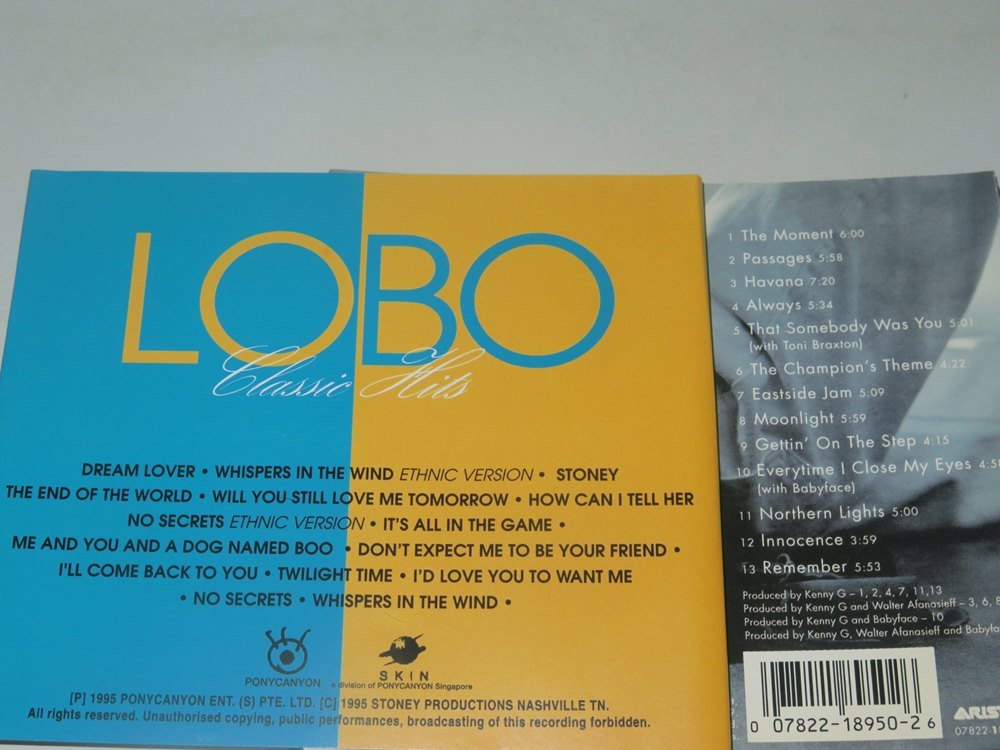 LOBO
Classic Hits
DREAM LOVER • WHISPERS IN THE WIND ETHNIC VERSION • STONEY
THE END OF THE WORLD • WILL YOU STILL LOVE ME TOMORROW • HOW CAN I TELL HER
NO SECRETS ETHNIC VERSION • IT'S ALL IN THE GAME •
ME AND YOU AND A DOG NAMED BOO • DON'T EXPECT ME TO BE YOUR FRIEND •
I'LL COME BACK TO YOU • TWILIGHT TIME • I'D LOVE YOU TO WANT ME
• NO SECRETS • WHISPERS IN THE WIND •
PONYCANYON
SKIN
a division of PONYCANYON Singapore
[P] 1995 PONYCANYON ENT. (S) PTE. LTD. [C] 1995 STONEY PRODUCTIONS NASHVILLE TN.
All rights reserved. Unauthorised copying, public performances, broadcasting of this recording forbidden.
1 The Moment 6:00
2 Passages 5:58
3 Havana 7:20
4 Always 5:34
5 That Somebody Was You 5:01
(with Toni Braxton)
6 The Champion's Theme 4:22
7 Eastside Jam 5:09
8 Moonlight 5:59
9 Gettin' On The Step 4:15
10 Everytime I Close My Eyes 4:58
(with Babyface)
11 Northern Lights 5:00
12 Innocence 3:59
13 Remember 5:53
Produced by Kenny G – 1, 2, 4, 7, 11,13
Produced by Kenny G and Walter Afanasieff – 3, 6, 8
Produced by Kenny G and Babyface – 10
Produced by Kenny G, Walter Afanasieff and Babyfa
0 07822-18950-2 6
ARIS
07822-1